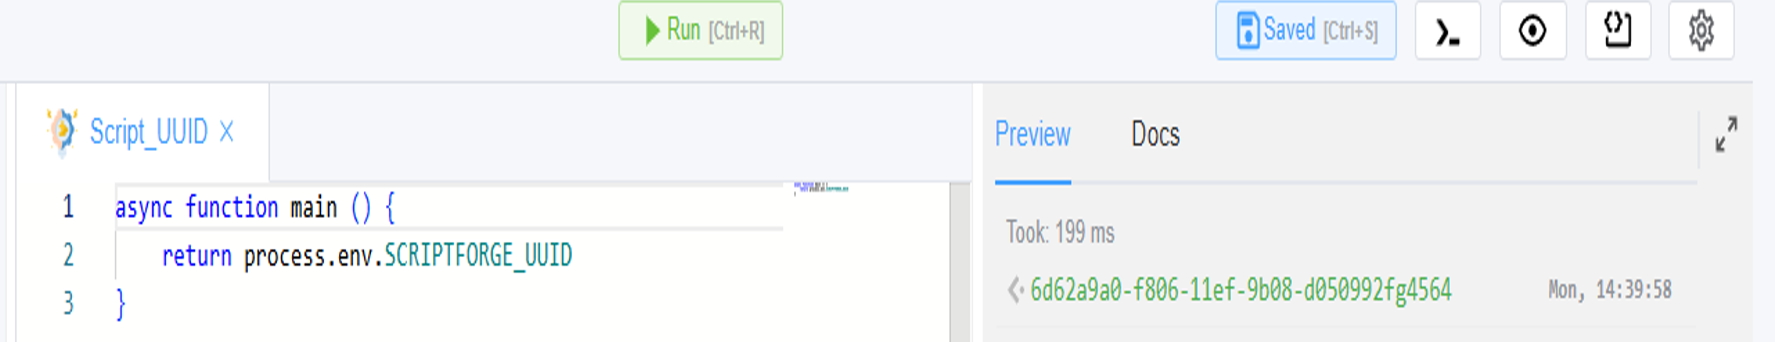 Run [Ctrl+R]
Saved [Ctrl+S]
Script_UUID
Preview Docs
1 async function main () {
2 return process.env.SCRIPTFORGE_UUID
3 }
Took: 199 ms
6d62a9a0-f806-11ef-9b08-d050992fg4564 Mon, 14:39:58